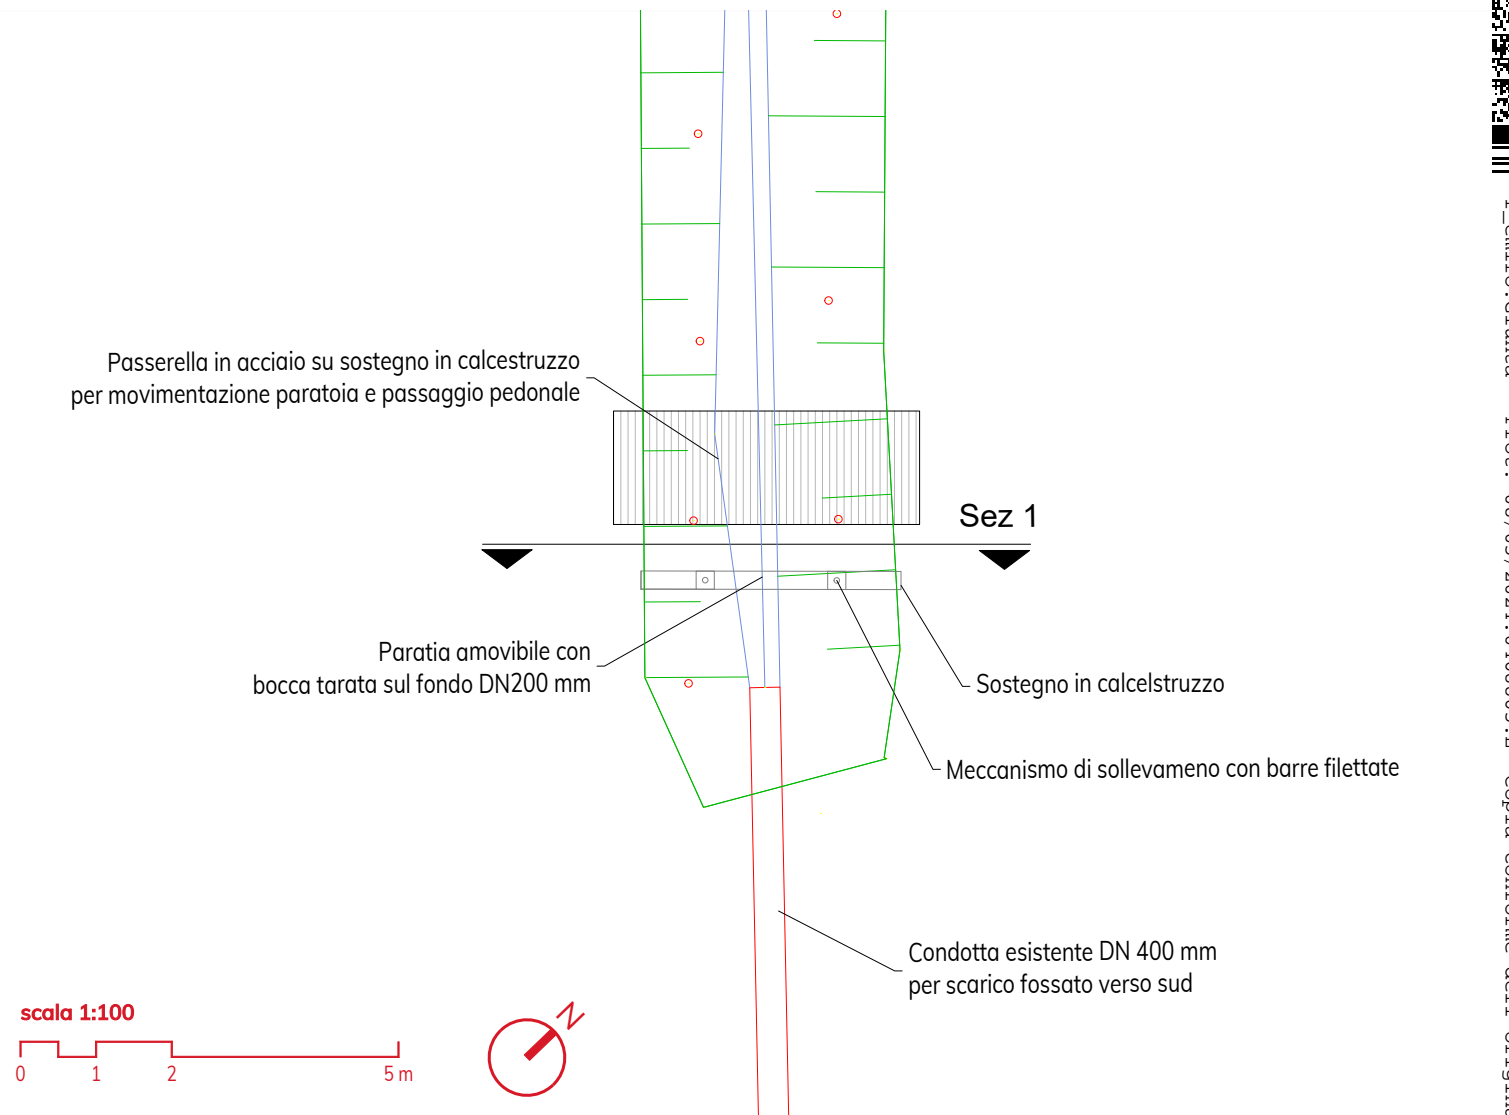 Passerella in acciaio su sostegno in calcestruzzo
per movimentazione paratoia e passaggio pedonale
Sez 1
Paratia amovibile con
bocca tarata sul fondo DN200 mm
Sostegno in calcelstruzzo
Meccanismo di sollevameno con barre filettate
Condotta esistente DN 400 mm
per scarico fossato verso sud
scala 1:100
0 1 2 5 m
N